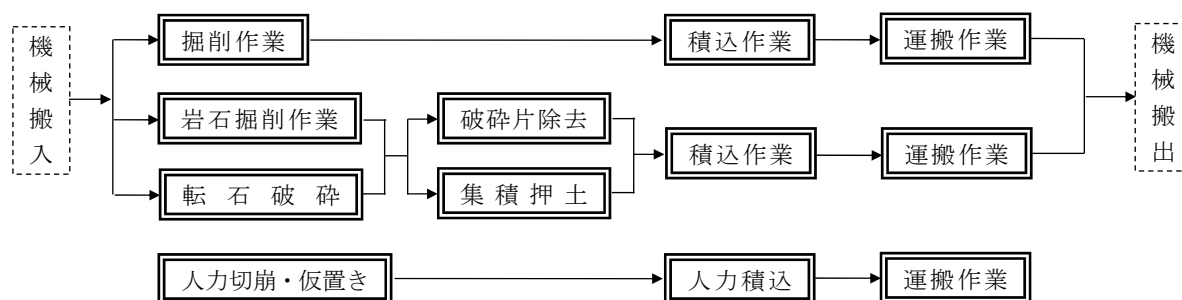 機械搬入
掘削作業
積込作業
運搬作業
岩石掘削作業
破砕片除去
転石破砕
集積押土
積込作業
運搬作業
機械搬出
人力切崩・仮置き
人力積込
運搬作業